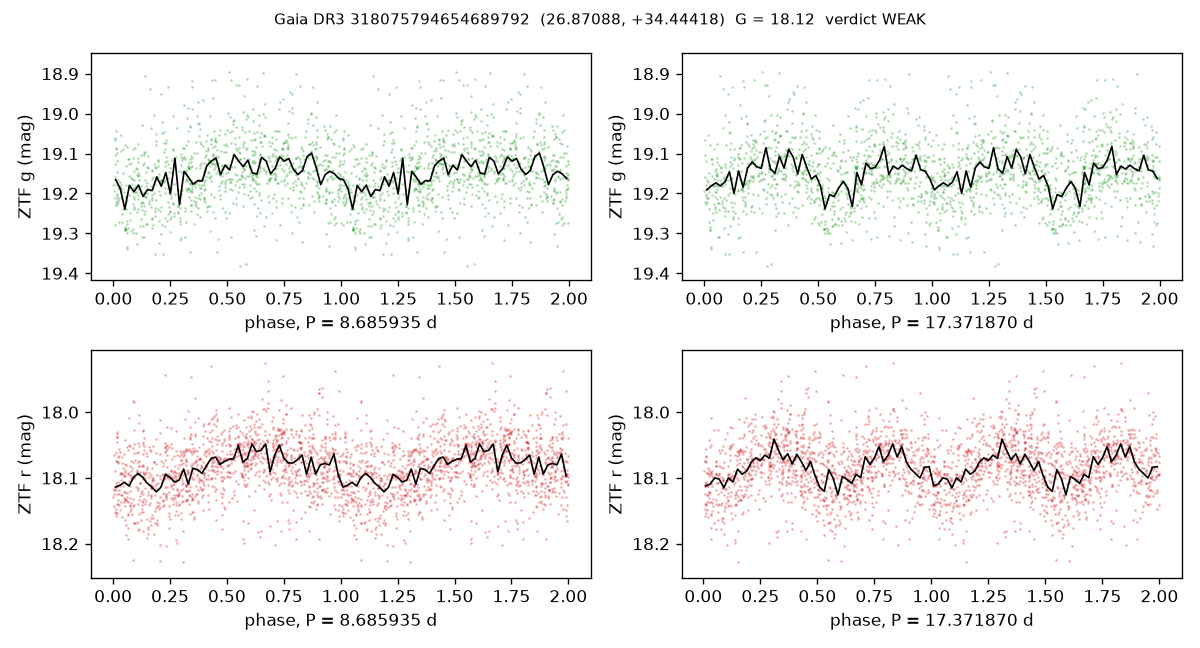 Gaia DR3 318075794654689792 (26.87088, +34.44418) G = 18.12 verdict WEAK
ZTF g (mag)
18.9
19.0
19.1
19.2
19.3
19.4
0.00 0.25 0.50 0.75 1.00 1.25 1.50 1.75 2.00
phase, P = 8.685935 d
ZTF g (mag)
18.9
19.0
19.1
19.2
19.3
19.4
0.00 0.25 0.50 0.75 1.00 1.25 1.50 1.75 2.00
phase, P = 17.371870 d
ZTF r (mag)
18.0
18.1
18.2
0.00 0.25 0.50 0.75 1.00 1.25 1.50 1.75 2.00
phase, P = 8.685935 d
ZTF r (mag)
18.0
18.1
18.2
0.00 0.25 0.50 0.75 1.00 1.25 1.50 1.75 2.00
phase, P = 17.371870 d